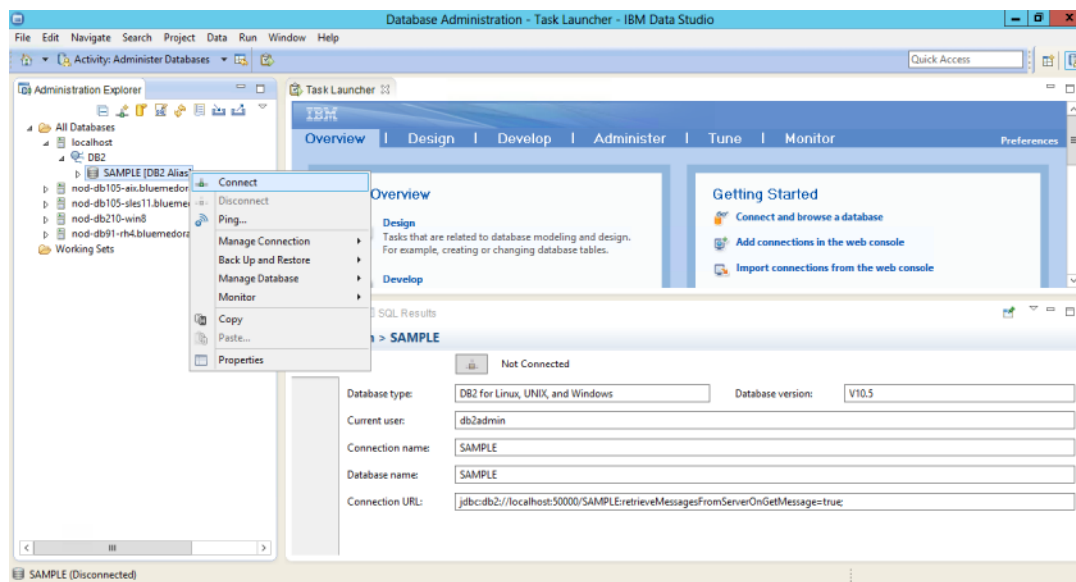 Database Administration - Task Launcher - IBM Data Studio
File Edit Navigate Search Project Data Run Window Help
Activity: Administer Databases
Quick Access
Administration Explorer
All Databases
localhost
DB2
SAMPLE [DB2 Alias]
nod-db105-aix.bluemedor
nod-db105-sles11.blueme
nod-db210-win8
nod-db91-rh4.bluemedora
Working Sets
Connect
Disconnect
Ping...
Manage Connection
Back Up and Restore
Manage Database
Monitor
Copy
Paste...
Properties
Task Launcher
IBM
Overview | Design | Develop | Administer | Tune | Monitor
Preferences
Overview
Design
Tasks that are related to database modeling and design.
For example, creating or changing database tables.
Develop
Getting Started
Connect and browse a database
Add connections in the web console
Import connections from the web console
SQL Results
> SAMPLE
Not Connected
Database type: DB2 for Linux, UNIX, and Windows Database version: V10.5
Current user: db2admin
Connection name: SAMPLE
Database name: SAMPLE
Connection URL: jdbc:db2://localhost:50000/SAMPLE:retrieveMessagesFromServerOnGetMessage=true;
SAMPLE (Disconnected)